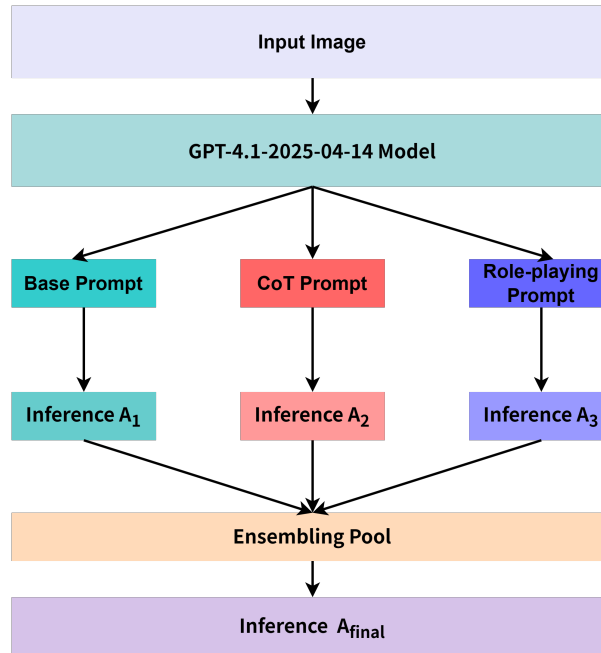 Input Image
GPT-4.1-2025-04-14 Model
Base Prompt
CoT Prompt
Role-playing
Prompt
Inference A1
Inference A2
Inference A3
Ensembling Pool
Inference Afinal